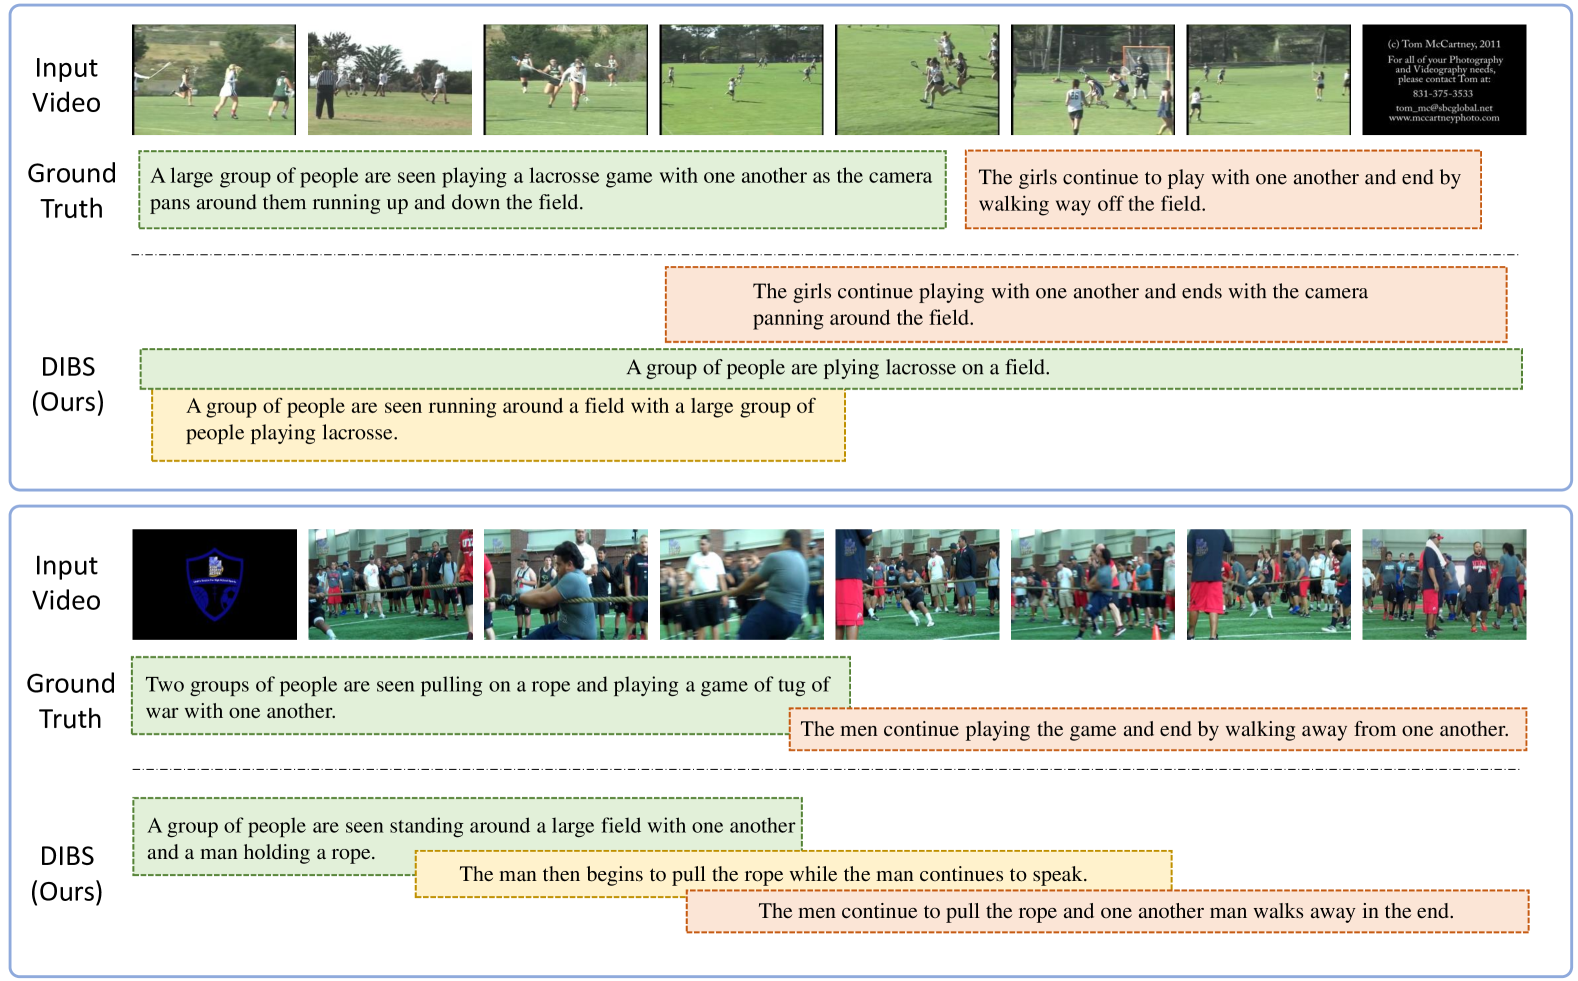 Input
Video
(c) Tom McCartney, 2011
For all of your Photography
and Videography needs,
please contact Tom at:
831-375-3533
tom_mc@sbcglobal.net
www.mccartneyphoto.com
Ground
Truth
A large group of people are seen playing a lacrosse game with one another as the camera
pans around them running up and down the field.
The girls continue to play with one another and end by
walking way off the field.
The girls continue playing with one another and ends with the camera
panning around the field.
DIBS
(Ours)
A group of people are plying lacrosse on a field.
A group of people are seen running around a field with a large group of
people playing lacrosse.
Input
Video
Ground
Truth
Two groups of people are seen pulling on a rope and playing a game of tug of
war with one another.
The men continue playing the game and end by walking away from one another.
DIBS
(Ours)
A group of people are seen standing around a large field with one another
and a man holding a rope.
The man then begins to pull the rope while the man continues to speak.
The men continue to pull the rope and one another man walks away in the end.